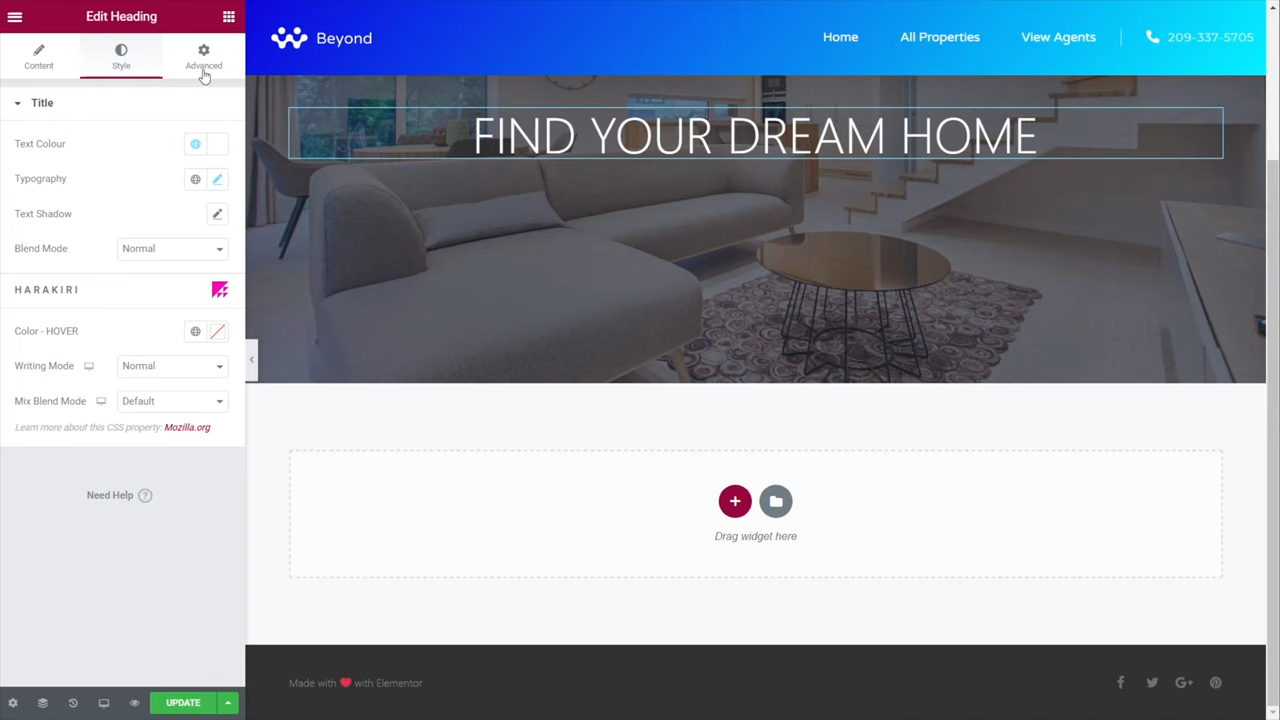 Edit Heading
Content
Style
Advanced
Title
Text Colour
Typography
Text Shadow
Blend Mode
Normal
HARAKIRI
Color - HOVER
Writing Mode
Normal
Mix Blend Mode
Default
Learn more about this CSS property: Mozilla.org
Need Help ?
UPDATE
Beyond
Home
All Properties
View Agents
209-337-5705
FIND YOUR DREAM HOME
Drag widget here
Made with ❤ with Elementor